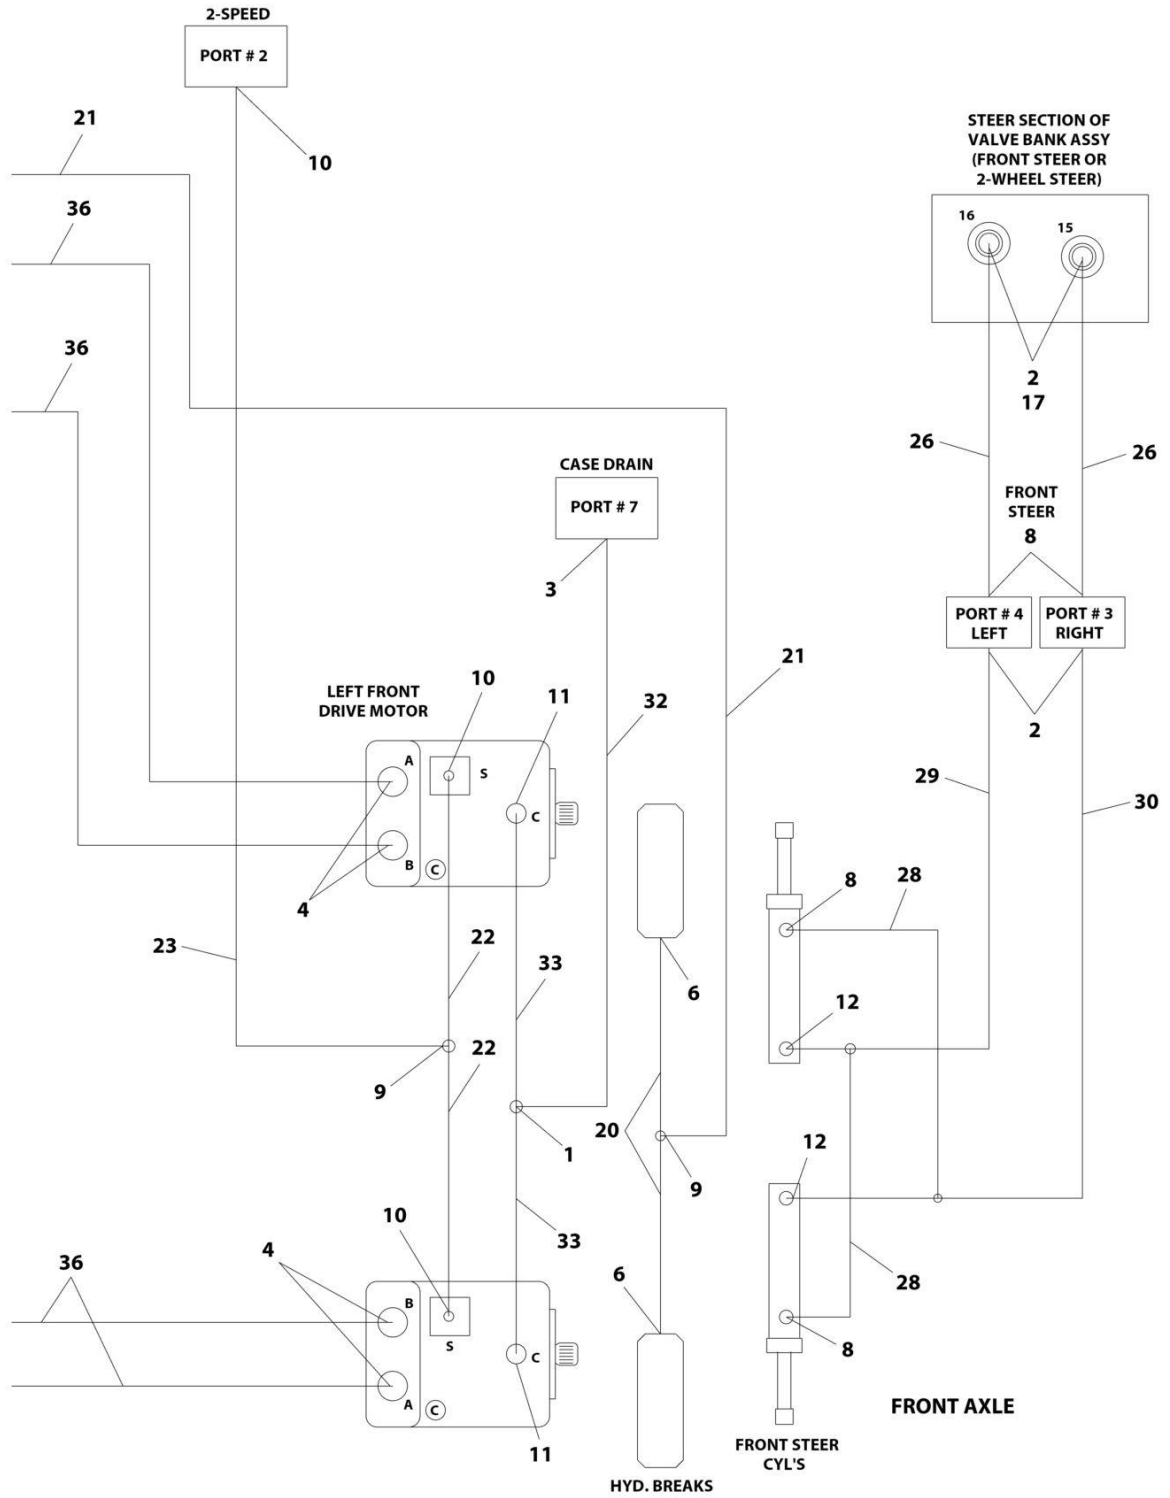 2-SPEED
PORT # 2
21
10
36
36
STEER SECTION OF
VALVE BANK ASSY
(FRONT STEER OR
2-WHEEL STEER)
16
15
2
17
26
26
CASE DRAIN
PORT # 7
3
FRONT
STEER
8
PORT # 4
LEFT
PORT # 3
RIGHT
2
21
LEFT FRONT
DRIVE MOTOR
10
11
32
A
S
C
B
C
4
29
30
23
22
33
6
8
28
12
9
22
1
20
9
12
33
10
4
36
6
28
8
B
S
C
A
C
11
FRONT AXLE
FRONT STEER
CYL'S
HYD. BREAKS